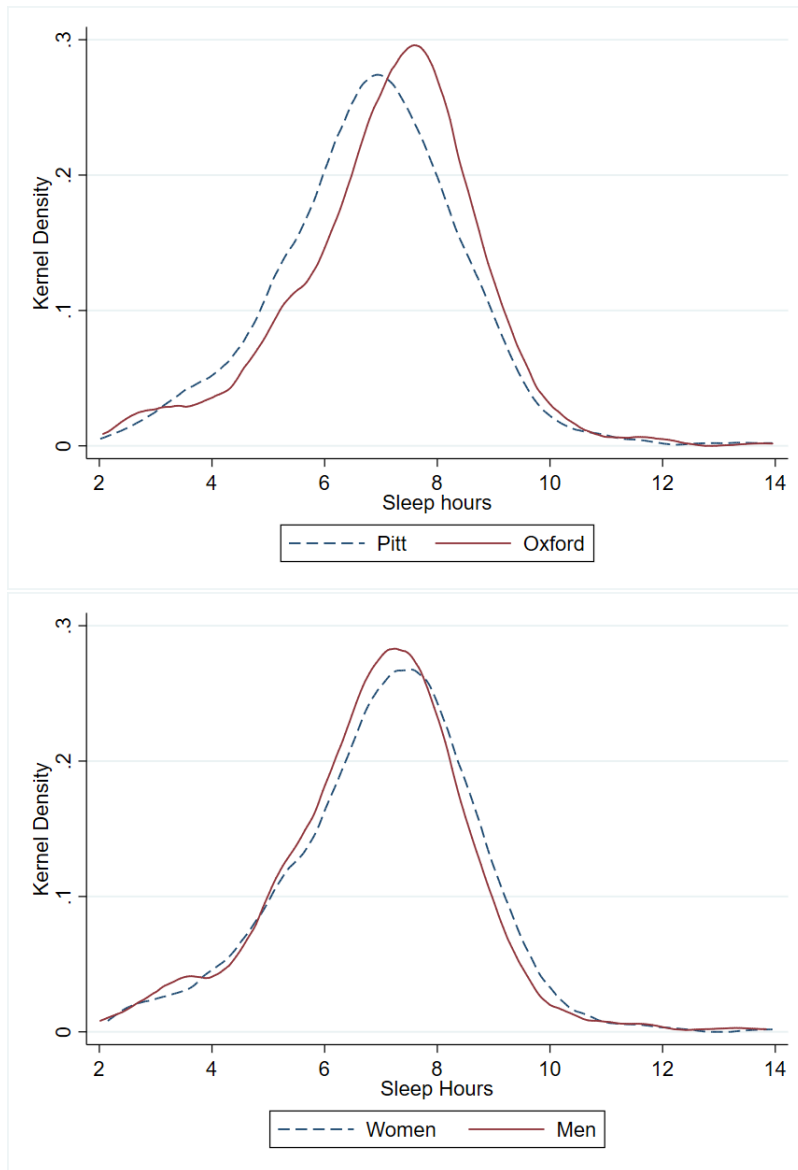 .3
.2
.1
0
Kernel Density
2 4 6 8 10 12 14
Sleep hours
Pitt Oxford
.3
.2
.1
0
Kernel Density
2 4 6 8 10 12 14
Sleep Hours
Women Men